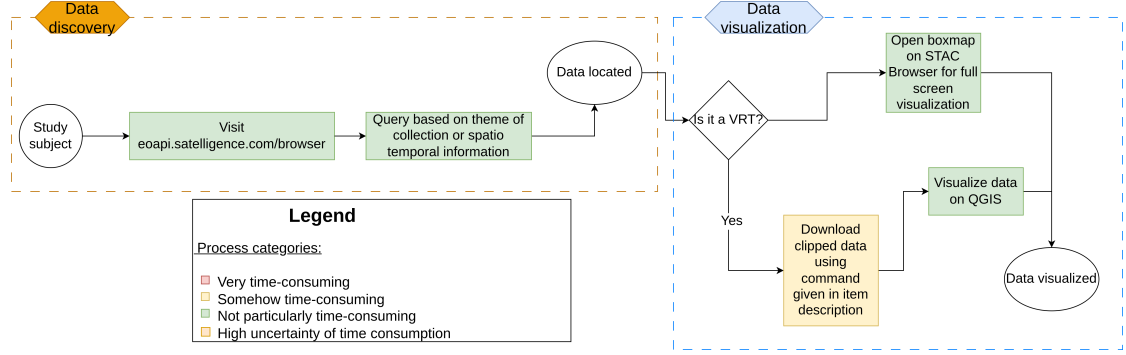 Data
discovery
Data
visualization
Study
subject
Visit
eoapi.satelligence.com/browser
Query based on theme of
collection or spatio
temporal information
Data located
Is it a VRT?
Open boxmap
on STAC
Browser for full
screen
visualization
Yes
Download
clipped data
using
command
given in item
description
Visualize data
on QGIS
Data visualized
Legend
Process categories:
Very time-consuming
Somehow time-consuming
Not particularly time-consuming
High uncertainty of time consumption